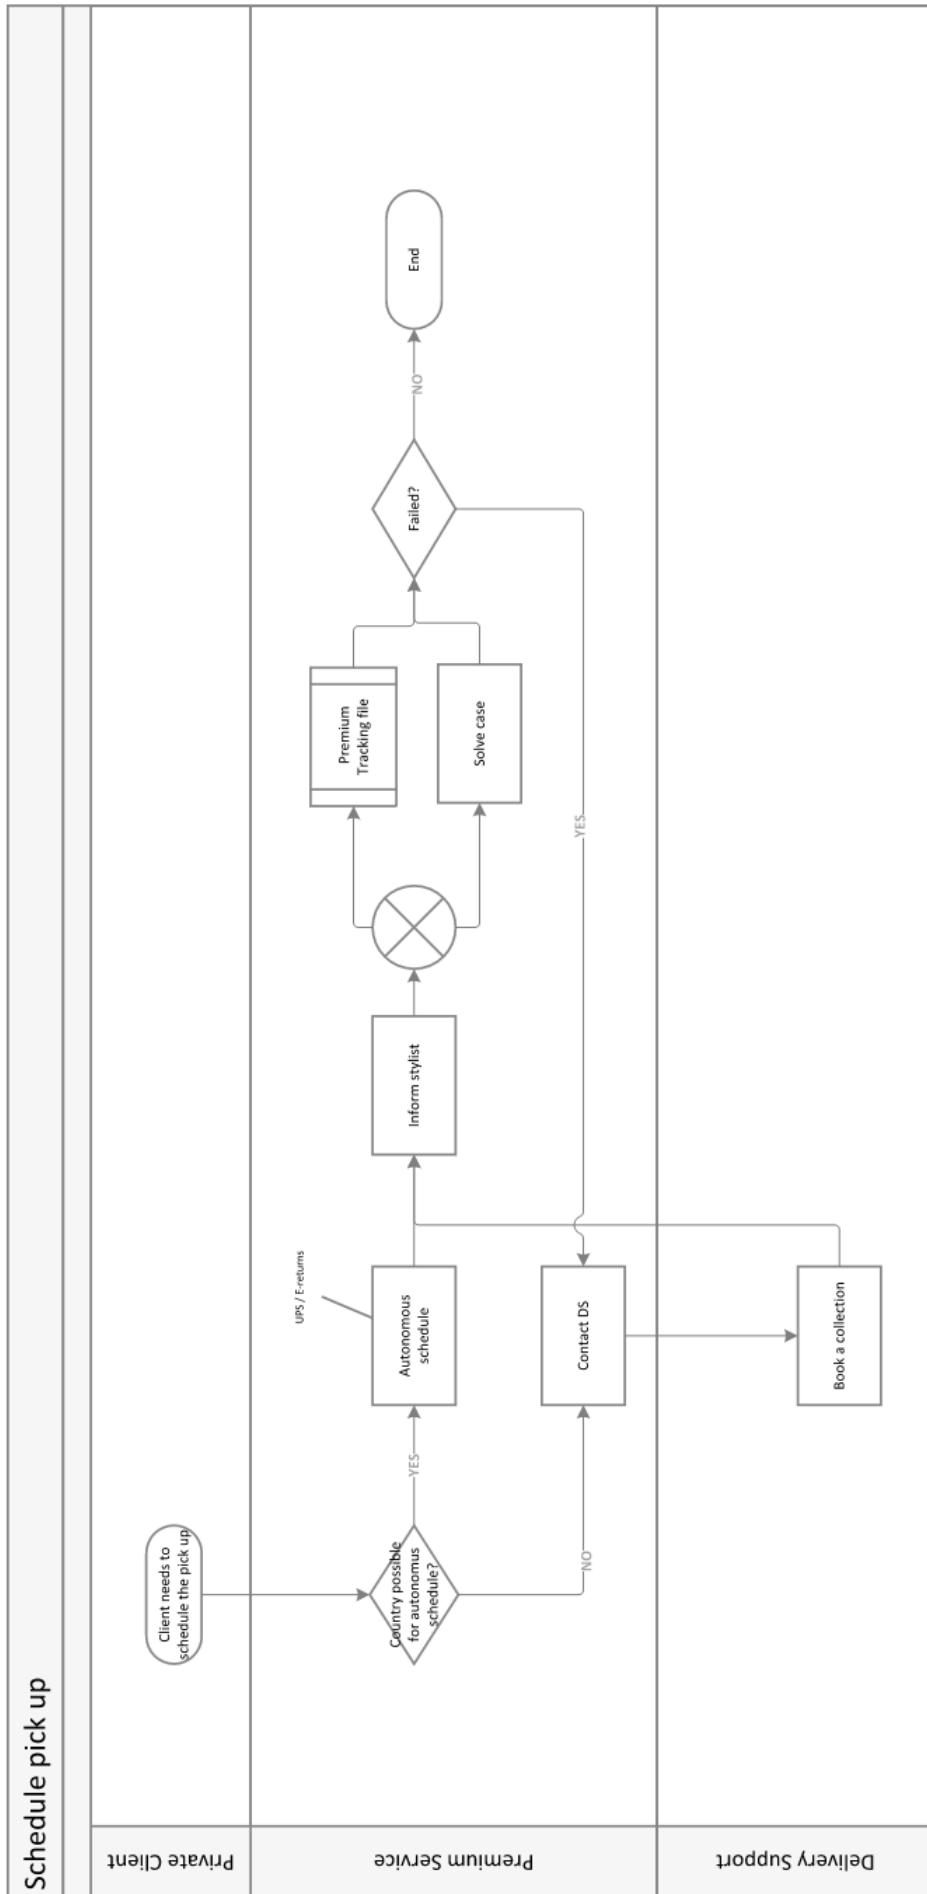 Schedule pick up
Private Client
Client needs to
schedule the pick up
Premium Service
Country possible
for autonomus
schedule?
YES
NO
UPS / E-returns
Autonomous
schedule
Contact DS
Inform stylist
Premium
Tracking file
Solve case
Failed?
YES
NO
End
Delivery Support
Book a collection